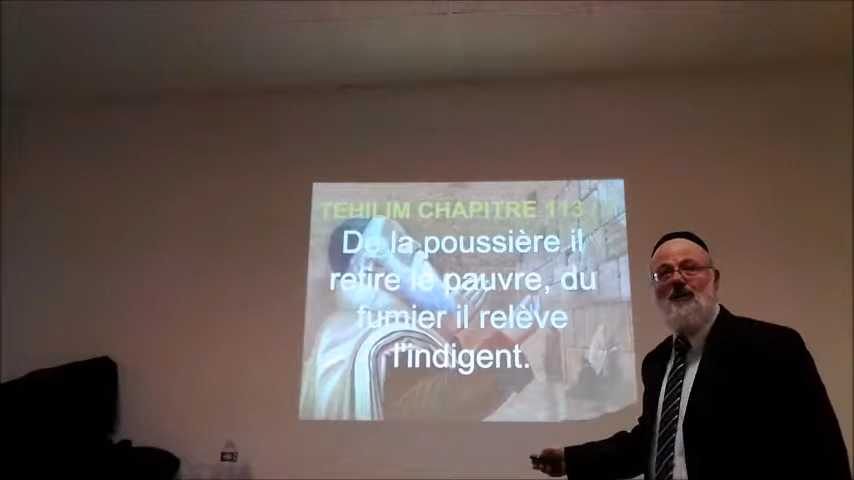 TEHILIM CHAPITRE 113
De la poussière il
retire le pauvre, du
fumier il relève
l'indigent.